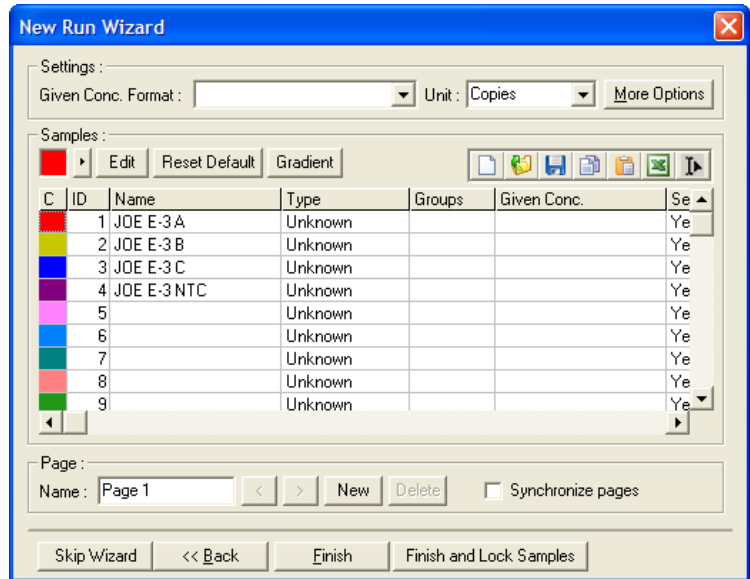 New Run Wizard
Settings :
Given Conc. Format : Unit : Copies More Options
Samples :
Edit Reset Default Gradient
C ID Name Type Groups Given Conc. Se
1 JOE E-3 A Unknown Ye
2 JOE E-3 B Unknown Ye
3 JOE E-3 C Unknown Ye
4 JOE E-3 NTC Unknown Ye
5 Unknown Ye
6 Unknown Ye
7 Unknown Ye
8 Unknown Ye
9 Unknown Ye
Page :
Name : Page 1 < > New Delete Synchronize pages
Skip Wizard << Back Finish Finish and Lock Samples